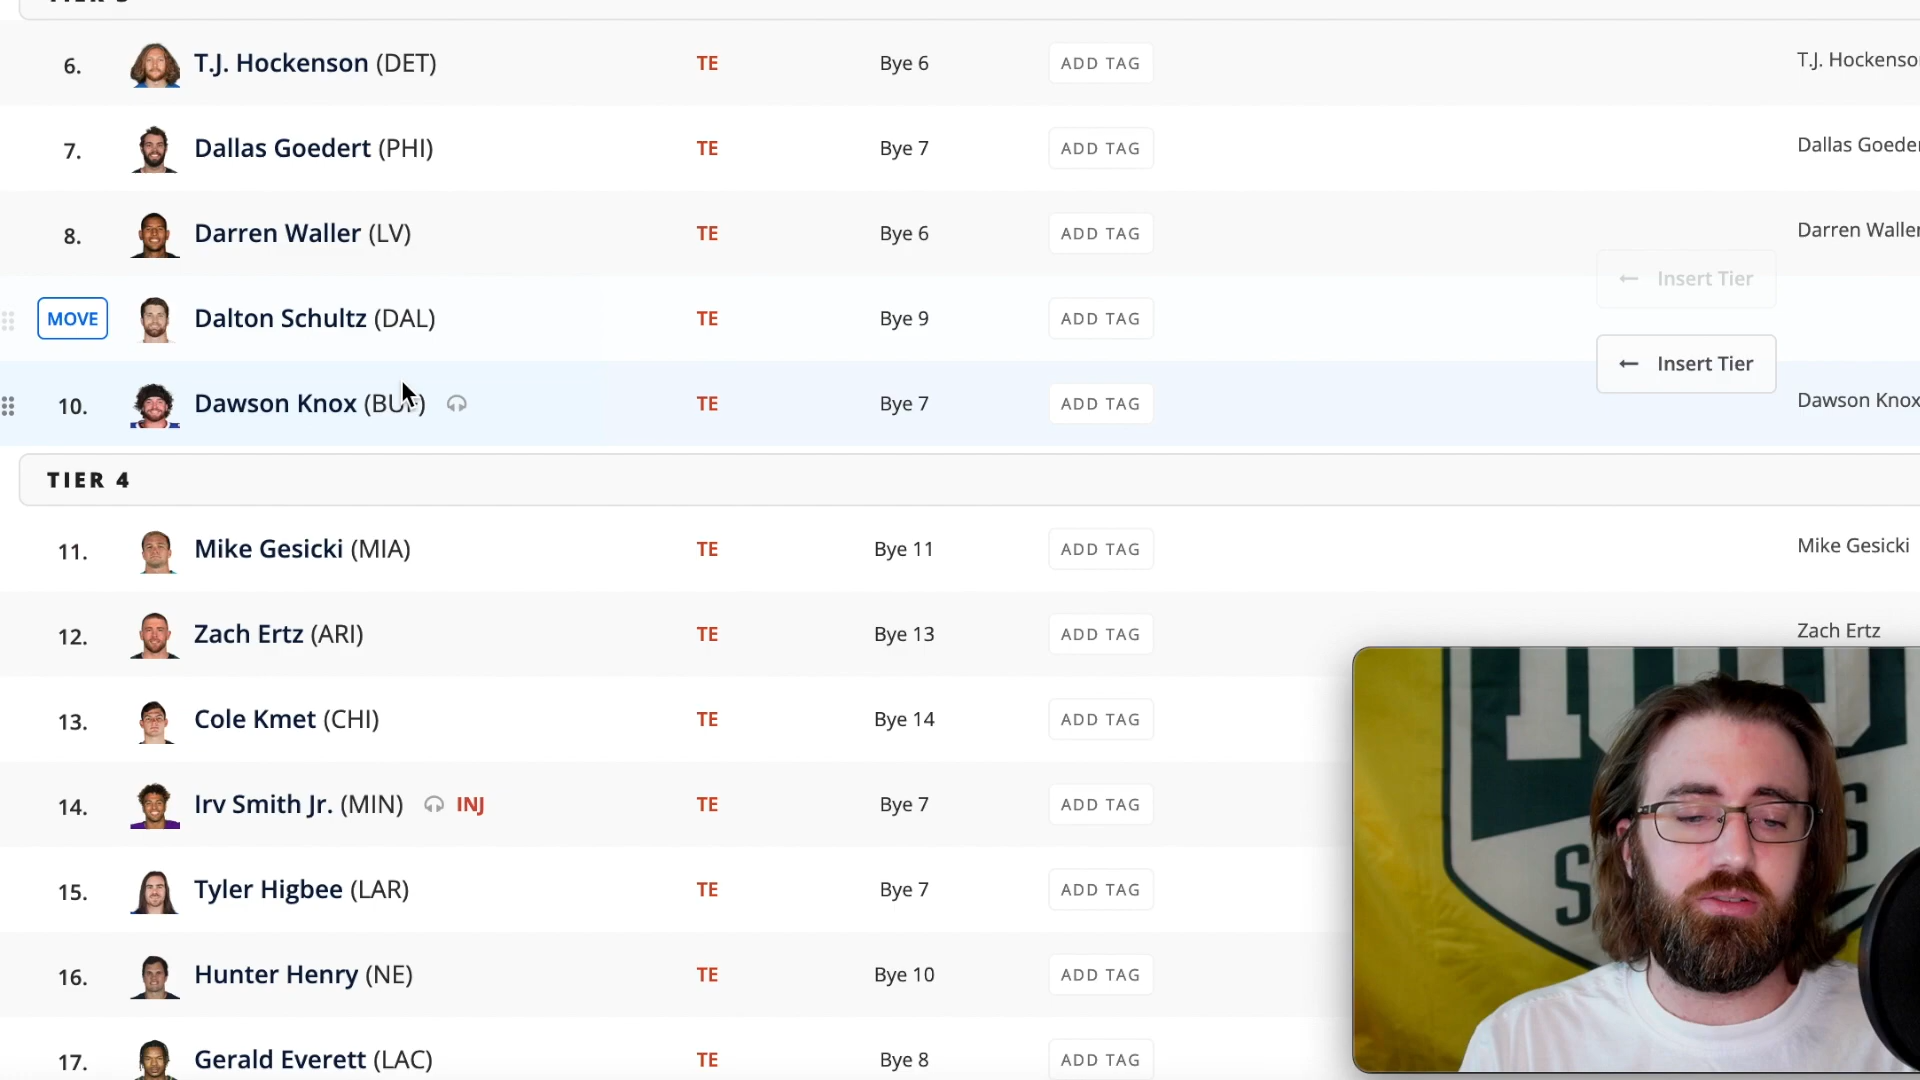 6. T.J. Hockenson (DET) TE Bye 6 ADD TAG
7. Dallas Goedert (PHI) TE Bye 7 ADD TAG Dallas
8. Darren Waller (LV) TE Bye 6 ADD TAG Darren Waller
← Insert Tier
MOVE Dalton Schultz (DAL) TE Bye 9 ADD TAG
← Insert Tier
10. Dawson Knox TE Bye 7 ADD TAG Dawson Knox
TIER 4
11. Mike Gesicki (MIA) TE Bye 11 ADD TAG Mike Gesicki
12. Zach Ertz (ARI) TE Bye 13 ADD TAG Zach Ertz
13. Cole Kmet (CHI) TE Bye 14 ADD TAG
14. Irv Smith Jr. (MIN) INJ TE Bye 7 ADD TAG
15. Tyler Higbee (LAR) TE Bye 7 ADD TAG
16. Hunter Henry (NE) TE Bye 10 ADD TAG
17. Gerald Everett (LAC) TE Bye 8 ADD TAG